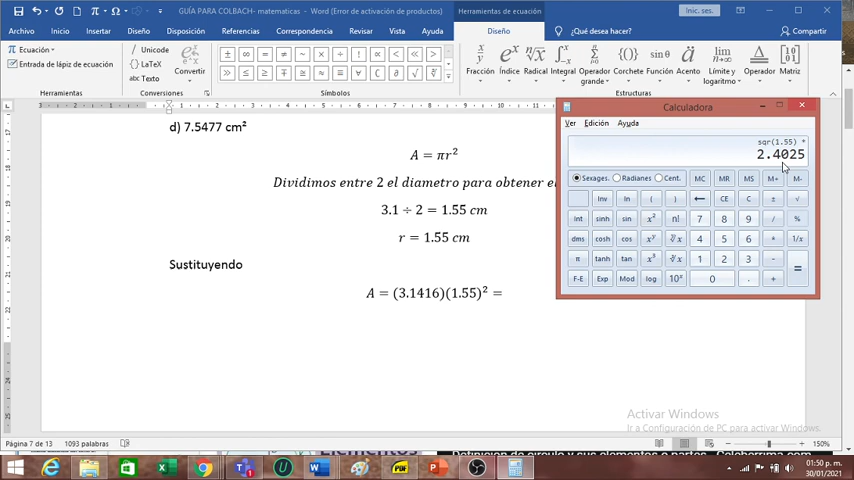 GUÍA PARA COLBACH- matematicas - Word (Error de activación de productos)
Herramientas de ecuación
Inic. ses.
Archivo Inicio Insertar Diseño Disposición Referencias Correspondencia Revisar Vista Ayuda Diseño ¿Qué desea hacer? Compartir
π Ecuación
Entrada de lápiz de ecuación
Unicode
LaTeX
abc Texto
Convertir
± ∞ = ≠ ~ × ÷ ! ∝ < ≪ >
≫ ≤ ≥ ∓ ≅ ≈ ≡ ∀ ∁ ∂ √ ∛
Fracción Índice Radical Integral Operador grande Corchete Función Acento Límite y logaritmo Operador Matriz
Herramientas Conversiones Símbolos Estructuras
d) 7.5477 cm²
A = πr²
Dividimos entre 2 el diametro para obtener el
3.1 ÷ 2 = 1.55 cm
r = 1.55 cm
Sustituyendo
A = (3.1416)(1.55)² =
Calculadora
Ver Edición Ayuda
sqr(1.55) *
2.4025
Sexages. Radianes Cent. MC MR MS M+ M-
Inv ln ( ) ← CE C ± √
Int sinh sin x² n! 7 8 9 / %
dms cosh cos xʸ ʸ√x 4 5 6 * 1/x
π tanh tan x³ ³√x 1 2 3 - =
F-E Exp Mod log 10ˣ 0 . +
Activar Windows
Ir a Configuración de PC para activar Windows.
Página 7 de 13 1093 palabras 150%
01:50 p. m.
30/01/2021